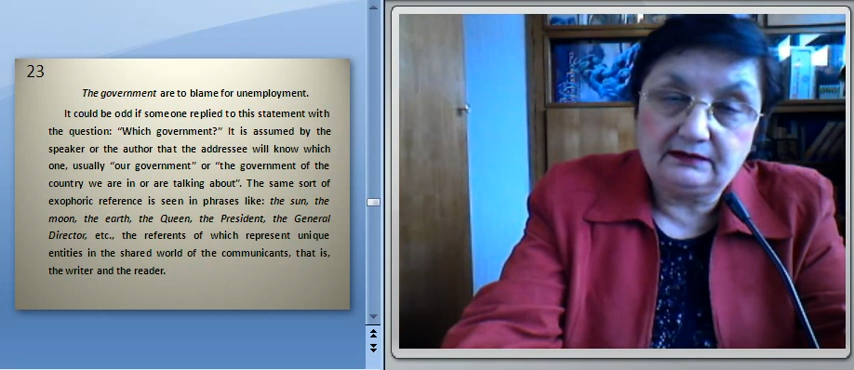 23
The government are to blame for unemployment.
It could be odd if someone replied to this statement with
the question: “Which government?” It is assumed by the
speaker or the author that the addressee will know which
one, usually “our government” or “the government of the
country we are in or are talking about”. The same sort of
exophoric reference is seen in phrases like: the sun, the
moon, the earth, the Queen, the President, the General
Director, etc., the referents of which represent unique
entities in the shared world of the communicants, that is,
the writer and the reader.